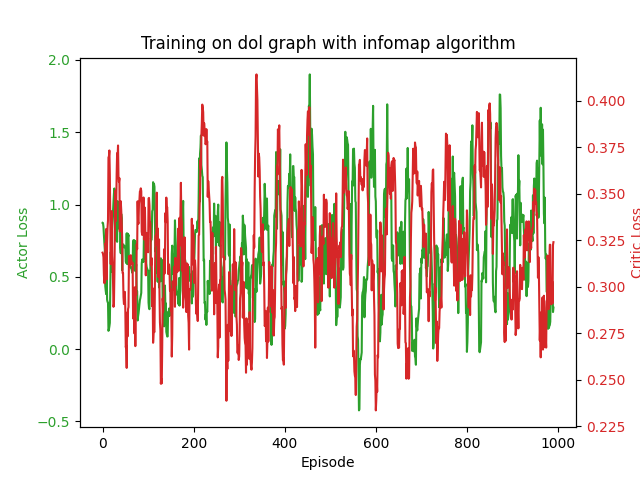 Training on dol graph with infomap algorithm
2.0
1.5
1.0
0.5
0.0
−0.5
Actor Loss
0.400
0.375
0.350
0.325
0.300
0.275
0.250
0.225
Critic Loss
0 200 400 600 800 1000
Episode